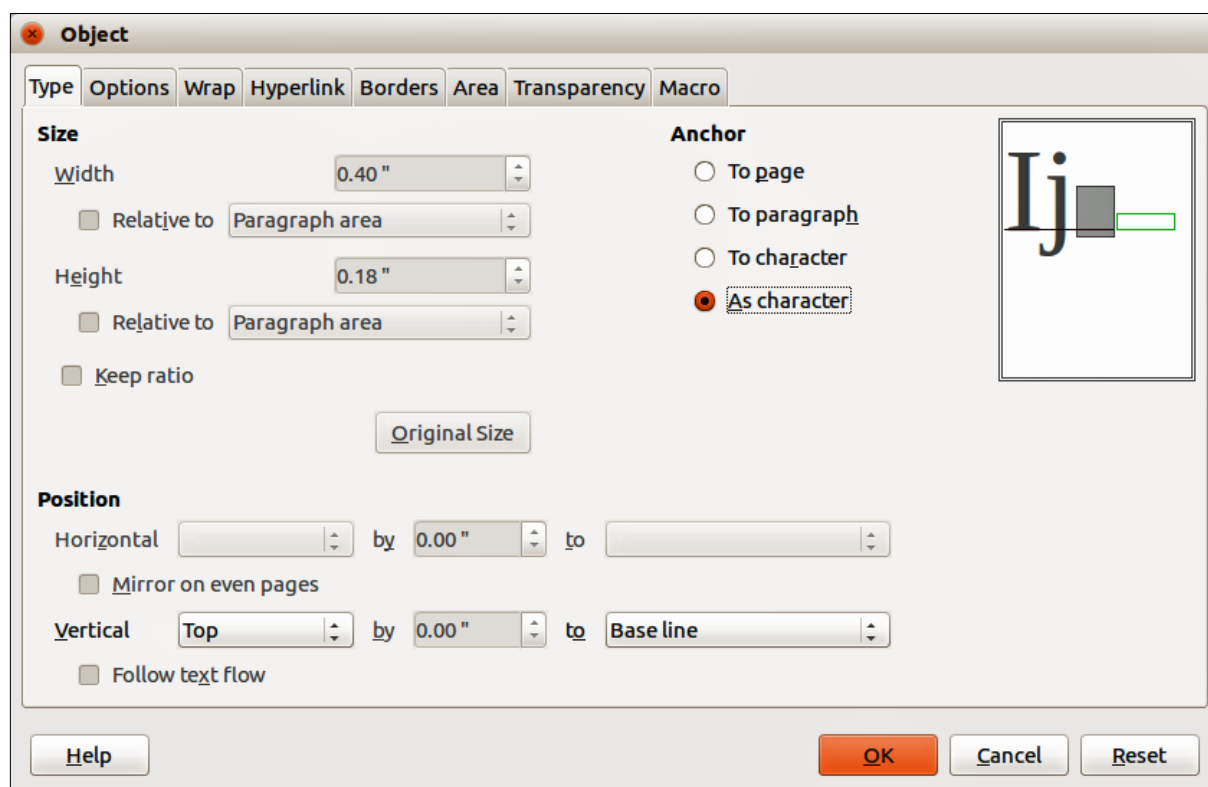 Object
Type Options Wrap Hyperlink Borders Area Transparency Macro
Size
Width 0.40 "
Relative to Paragraph area
Height 0.18 "
Relative to Paragraph area
Keep ratio
Original Size
Anchor
To page
To paragraph
To character
As character
Ij
Position
Horizontal by 0.00 " to
Mirror on even pages
Vertical Top by 0.00 " to Base line
Follow text flow
Help OK Cancel Reset